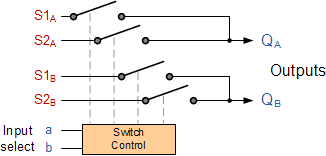 S1A
S2A
QA
S1B
S2B
QB
Outputs
Input a
select b
Switch
Control